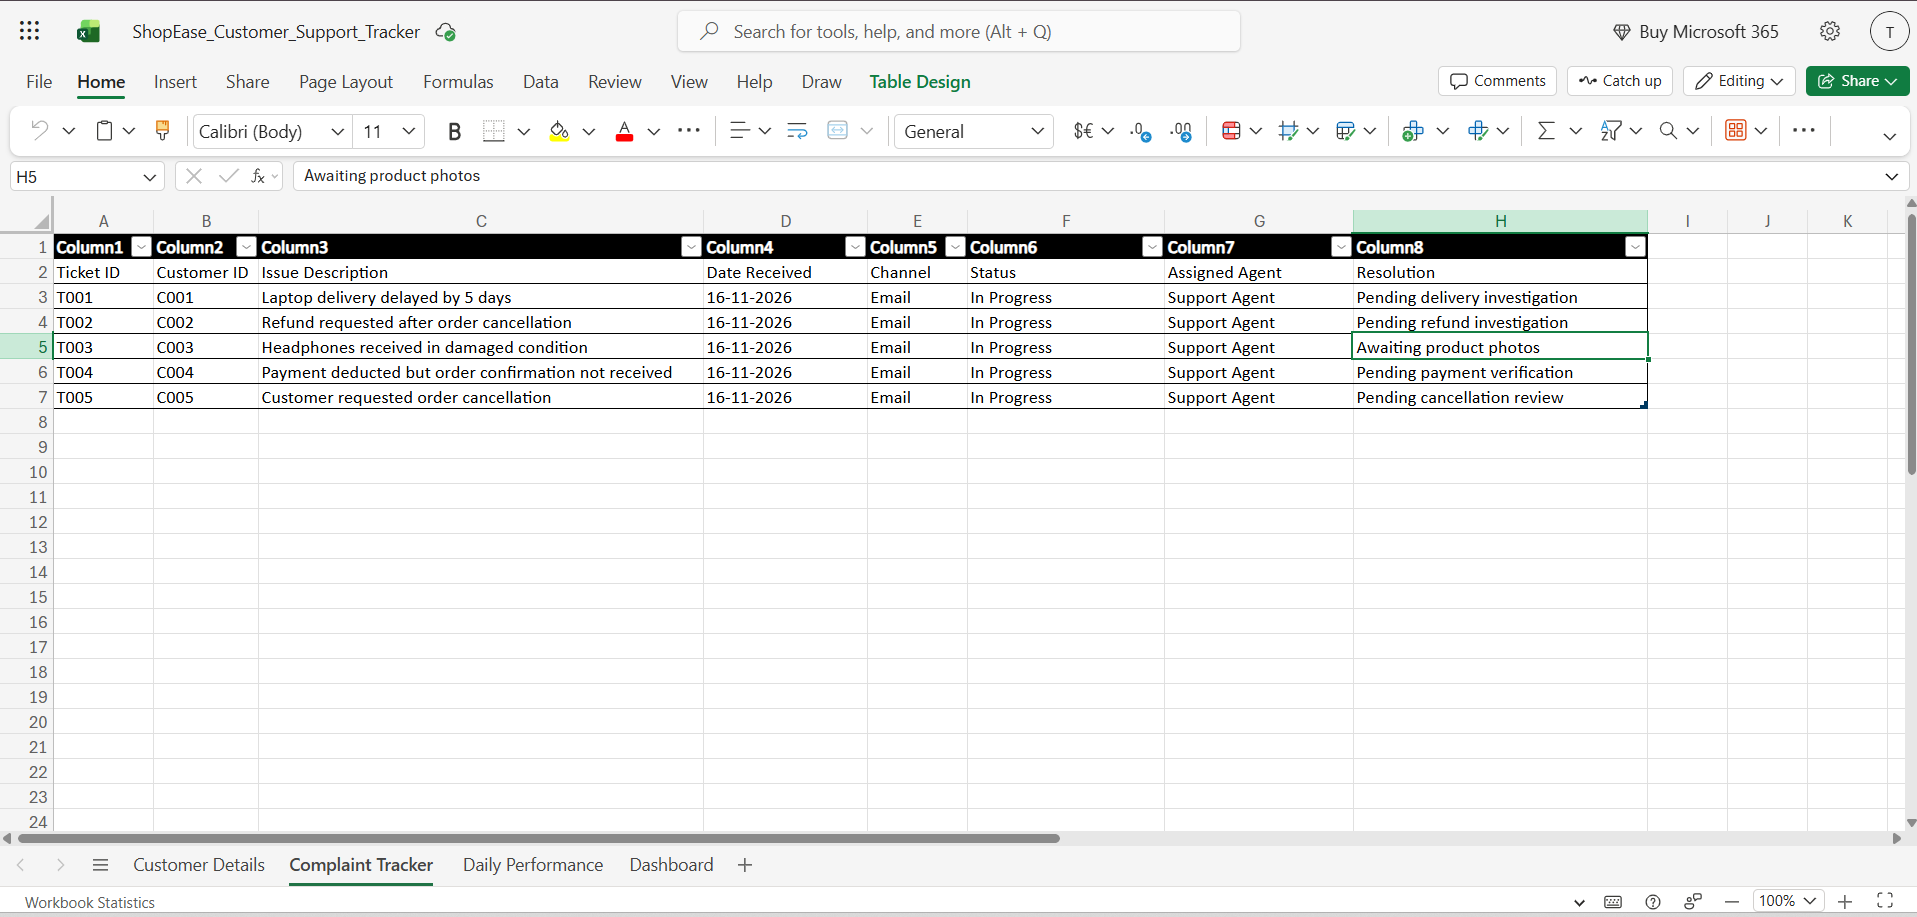 ShopEase_Customer_Support_Tracker
Search for tools, help, and more (Alt + Q)
Buy Microsoft 365
T
File Home Insert Share Page Layout Formulas Data Review View Help Draw Table Design
Comments Catch up Editing Share
Calibri (Body) 11 B A General $€ .0 .00
H5 fx Awaiting product photos
A B C D E F G H I J K
1 Column1 Column2 Column3 Column4 Column5 Column6 Column7 Column8
2 Ticket ID Customer ID Issue Description Date Received Channel Status Assigned Agent Resolution
3 T001 C001 Laptop delivery delayed by 5 days 16-11-2026 Email In Progress Support Agent Pending delivery investigation
4 T002 C002 Refund requested after order cancellation 16-11-2026 Email In Progress Support Agent Pending refund investigation
5 T003 C003 Headphones received in damaged condition 16-11-2026 Email In Progress Support Agent Awaiting product photos
6 T004 C004 Payment deducted but order confirmation not received 16-11-2026 Email In Progress Support Agent Pending payment verification
7 T005 C005 Customer requested order cancellation 16-11-2026 Email In Progress Support Agent Pending cancellation review
8
9
10
11
12
13
14
15
16
17
18
19
20
21
22
23
24
Customer Details Complaint Tracker Daily Performance Dashboard
Workbook Statistics
100%